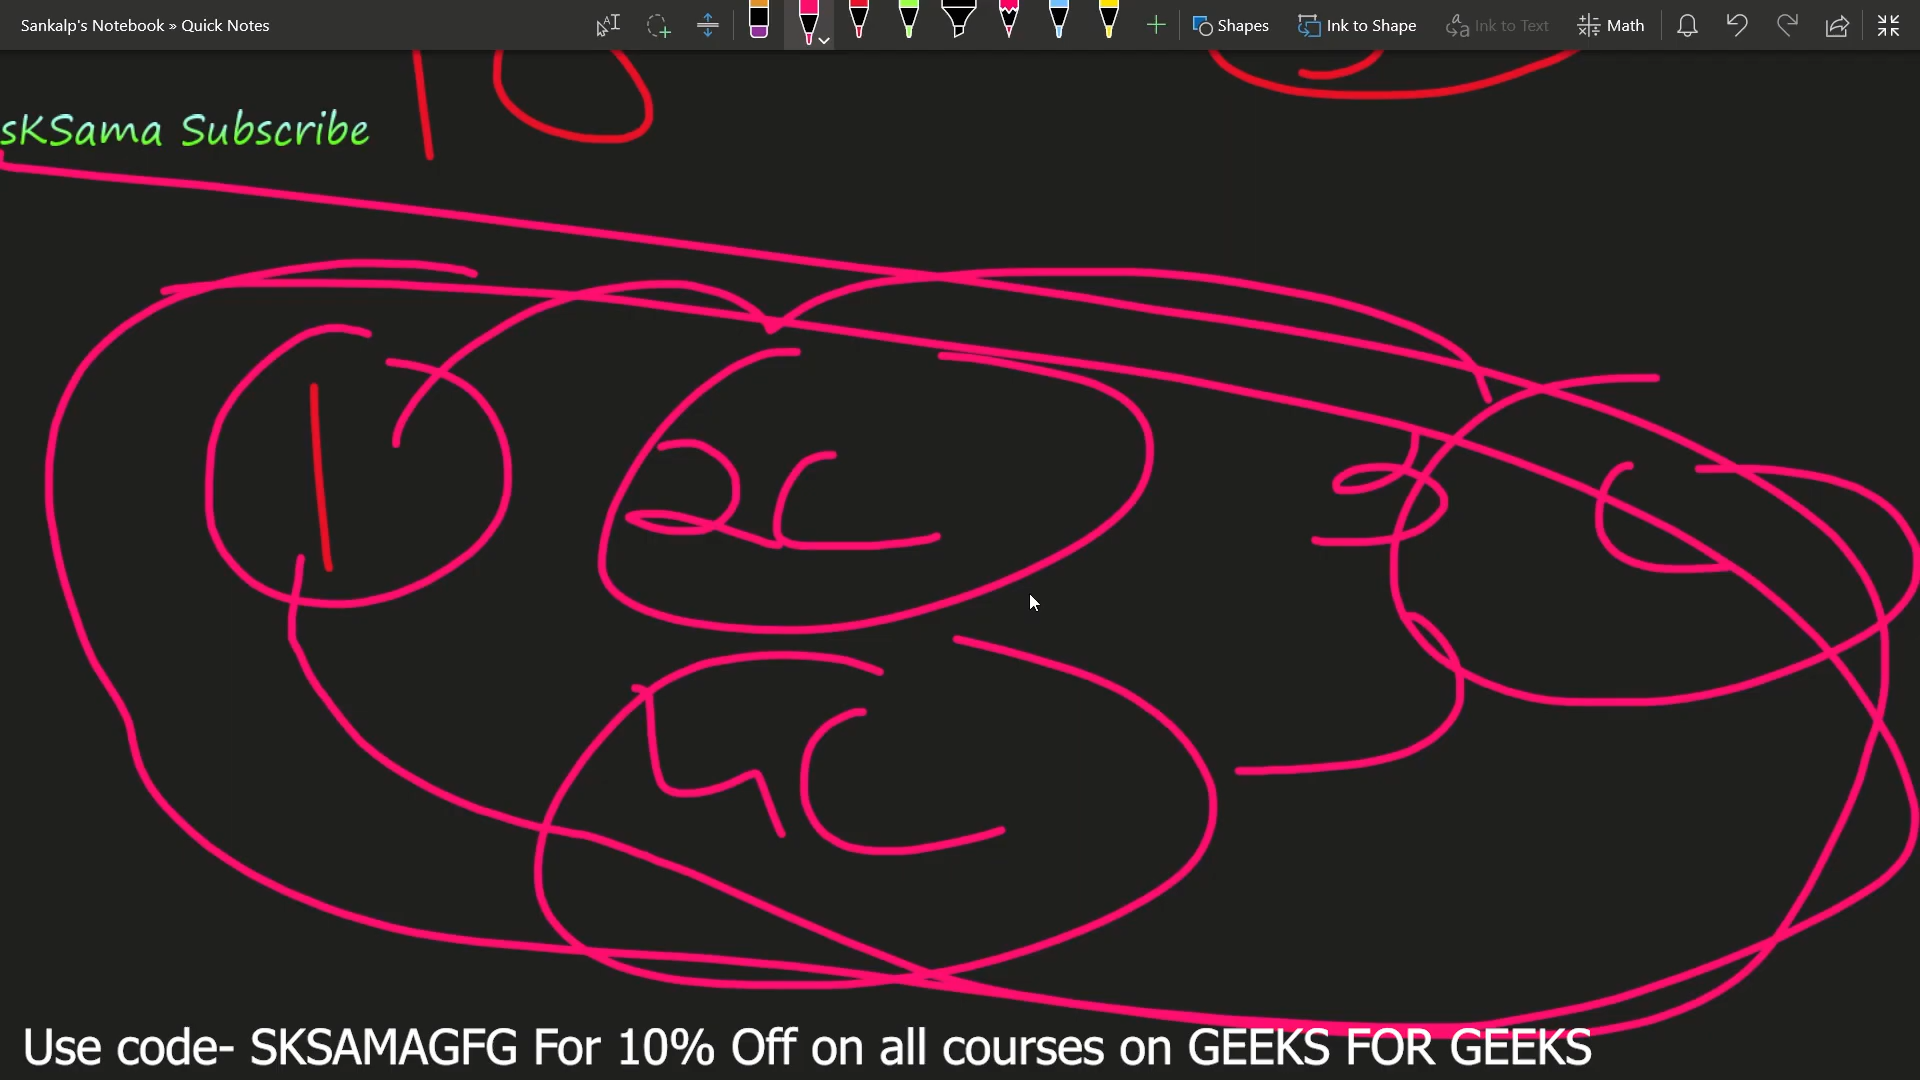 Sankalp's Notebook » Quick Notes
Shapes
Ink to Shape
Ink to Text
Math
sKSama Subscribe
1
2C
3
C
4C
Use code- SKSAMAGFG For 10% Off on all courses on GEEKS FOR GEEKS